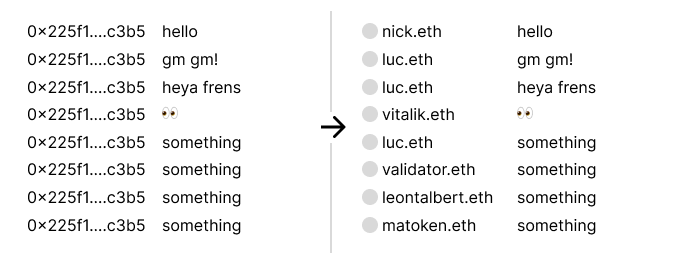 0×225f1....c3b5 hello
0×225f1....c3b5 gm gm!
0×225f1....c3b5 heya frens
0×225f1....c3b5 👀
0×225f1....c3b5 something
0×225f1....c3b5 something
0×225f1....c3b5 something
0×225f1....c3b5 something
→
nick.eth hello
luc.eth gm gm!
luc.eth heya frens
vitalik.eth 👀
luc.eth something
validator.eth something
leontalbert.eth something
matoken.eth something